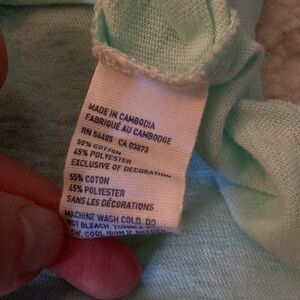 MADE IN CAMBODIA
FABRIQUÉ AU CAMBODGE
RN 54485 CA 03673
55% COTTON
45% POLYESTER
EXCLUSIVE OF DECORATION
55% COTON
45% POLYESTER
SANS LES DÉCORATIONS
MACHINE WASH COLD. DO
NOT BLEACH. TUMBLE
LOW. COOL IRON IF NEEDED